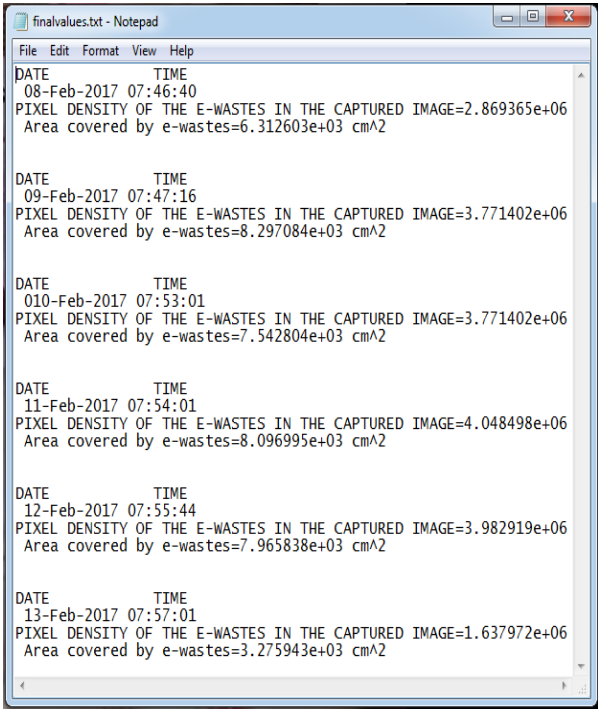 finalvalues.txt - Notepad
File Edit Format View Help
DATE TIME
08-Feb-2017 07:46:40
PIXEL DENSITY OF THE E-WASTES IN THE CAPTURED IMAGE=2.869365e+06
Area covered by e-wastes=6.312603e+03 cm^2
DATE TIME
09-Feb-2017 07:47:16
PIXEL DENSITY OF THE E-WASTES IN THE CAPTURED IMAGE=3.771402e+06
Area covered by e-wastes=8.297084e+03 cm^2
DATE TIME
010-Feb-2017 07:53:01
PIXEL DENSITY OF THE E-WASTES IN THE CAPTURED IMAGE=3.771402e+06
Area covered by e-wastes=7.542804e+03 cm^2
DATE TIME
11-Feb-2017 07:54:01
PIXEL DENSITY OF THE E-WASTES IN THE CAPTURED IMAGE=4.048498e+06
Area covered by e-wastes=8.096995e+03 cm^2
DATE TIME
12-Feb-2017 07:55:44
PIXEL DENSITY OF THE E-WASTES IN THE CAPTURED IMAGE=3.982919e+06
Area covered by e-wastes=7.965838e+03 cm^2
DATE TIME
13-Feb-2017 07:57:01
PIXEL DENSITY OF THE E-WASTES IN THE CAPTURED IMAGE=1.637972e+06
Area covered by e-wastes=3.275943e+03 cm^2